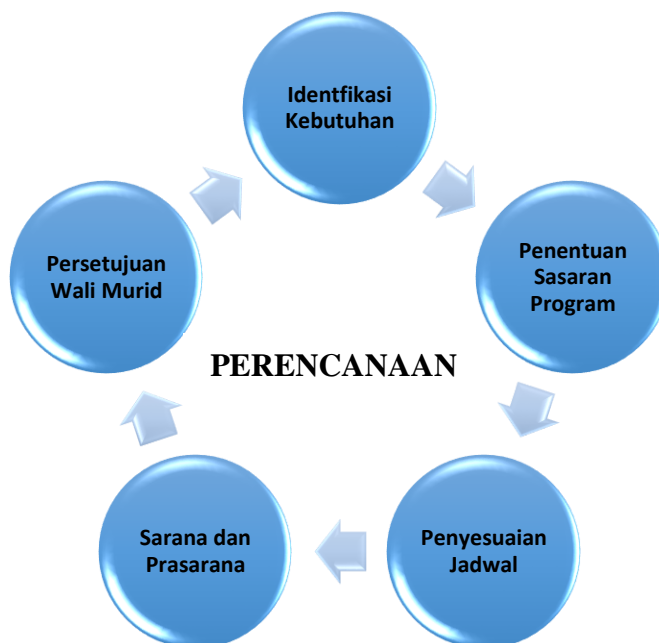 Identfikasi
Kebutuhan
Penentuan
Sasaran
Program
Penyesuaian
Jadwal
Sarana dan
Prasarana
Persetujuan
Wali Murid
PERENCANAAN